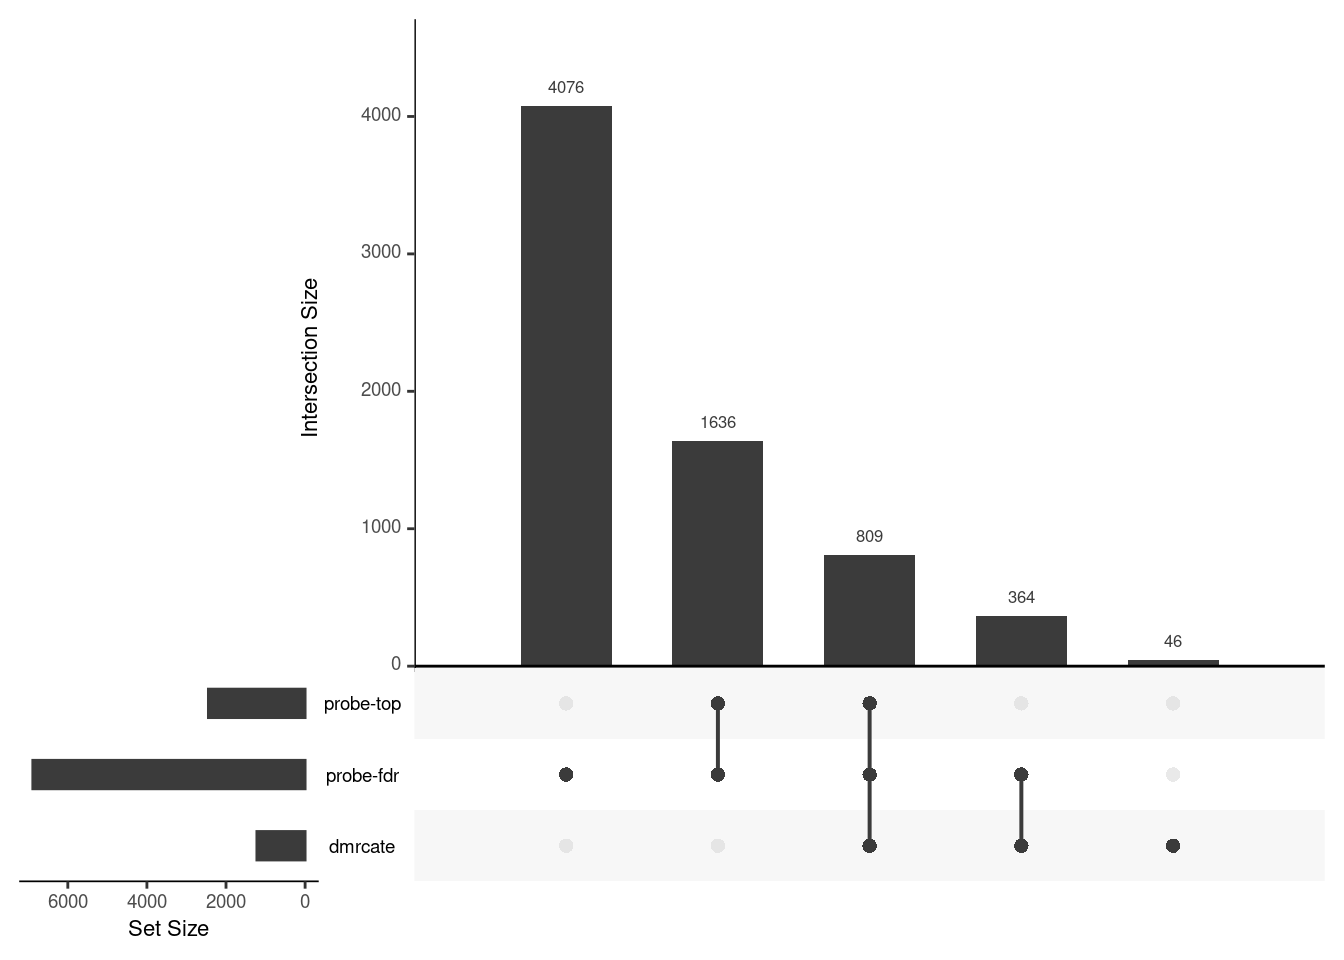 4076
4000
3000
Intersection Size
2000
1636
1000
809
364
46
0
probe-top
probe-fdr
dmrcate
6000 4000 2000 0
Set Size